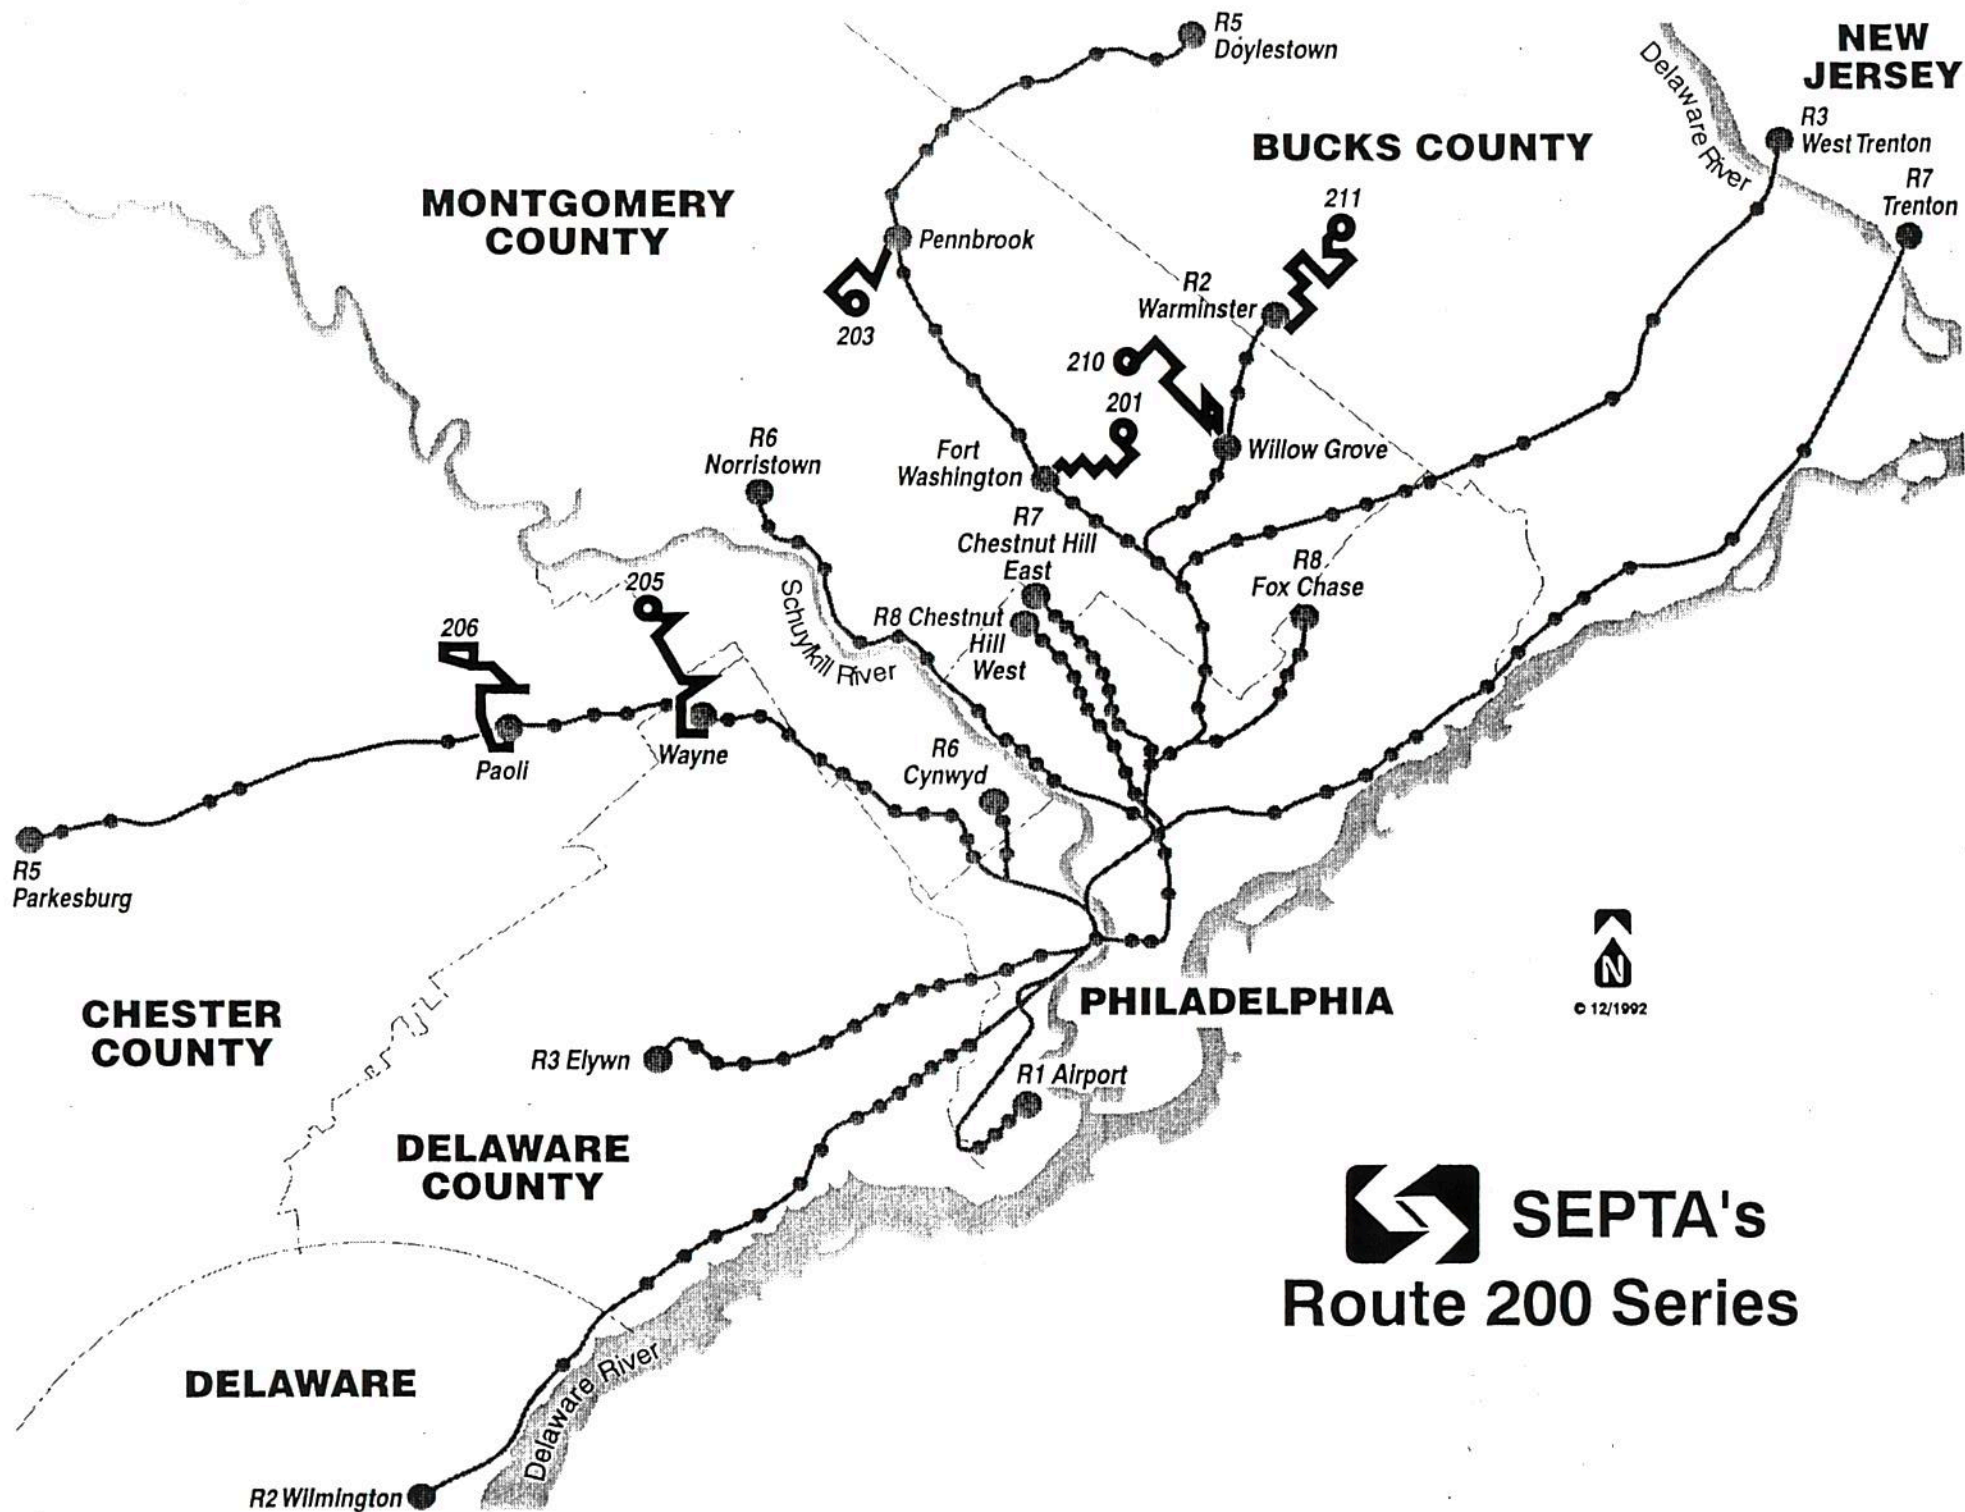 R5
Doylestown
NEW
JERSEY
Delaware River
R3
West Trenton
BUCKS COUNTY
R7
Trenton
MONTGOMERY
COUNTY
211
Pennbrook
R2
Warminster
203
210
201
R6
Norristown
Fort
Washington
Willow Grove
R7
Chestnut Hill
East
R8
Fox Chase
205
Schuylkill River
R8 Chestnut
Hill
West
206
Paoli
Wayne
R6
Cynwyd
R5
Parkesburg
N
© 12/1992
CHESTER
COUNTY
PHILADELPHIA
R3 Elywn
R1 Airport
DELAWARE
COUNTY
SEPTA's
Route 200 Series
DELAWARE
Delaware River
R2 Wilmington